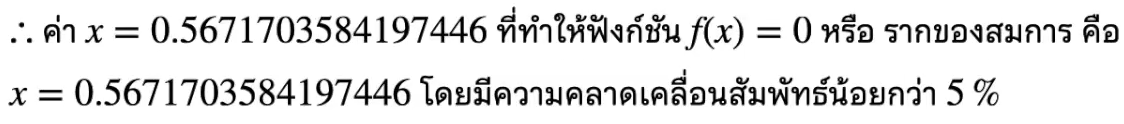 ∴ ค่า x = 0.5671703584197446 ที่ทำให้ฟังก์ชัน f(x) = 0 หรือ รากของสมการ คือ
x = 0.5671703584197446 โดยมีความคลาดเคลื่อนสัมพัทธ์น้อยกว่า 5 %